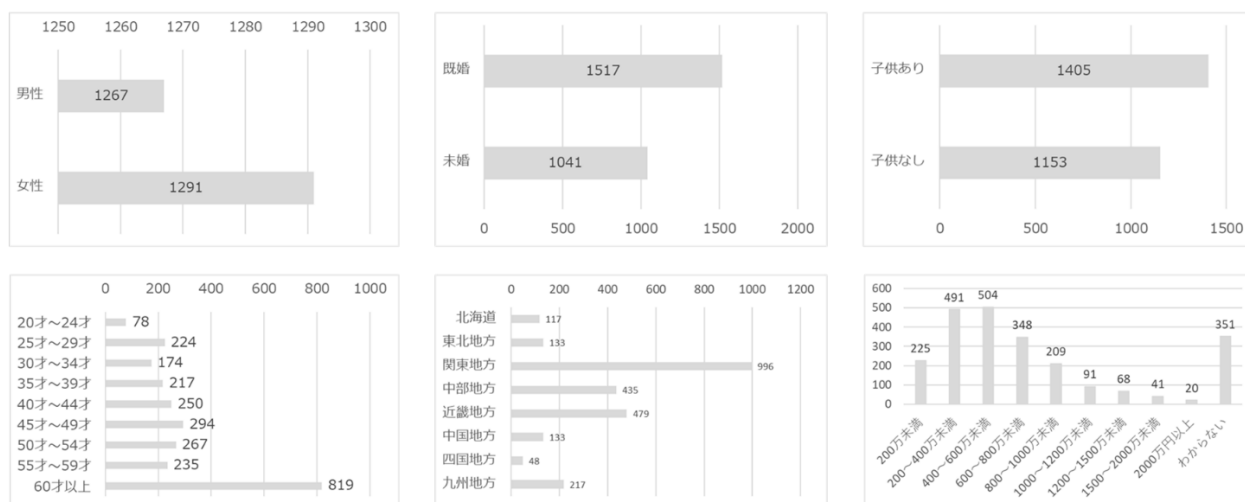 1250 1260 1270 1280 1290 1300
男性 1267
女性 1291
既婚 1517
未婚 1041
0 500 1000 1500 2000
子供あり 1405
子供なし 1153
0 500 1000 1500
0 200 400 600 800 1000
20才～24才 78
25才～29才 224
30才～34才 174
35才～39才 217
40才～44才 250
45才～49才 294
50才～54才 267
55才～59才 235
60才以上 819
0 200 400 600 800 1000 1200
北海道 117
東北地方 133
関東地方 996
中部地方 435
近畿地方 479
中国地方 133
四国地方 48
九州地方 217
600
500
400
300
200
100
0
225 491 504 348 209 91 68 41 20 351
200万未満
200～400万未満
400～600万未満
600～800万未満
800～1000万未満
1000～1200万未満
1200～1500万未満
1500～2000万未満
2000万円以上
わからない